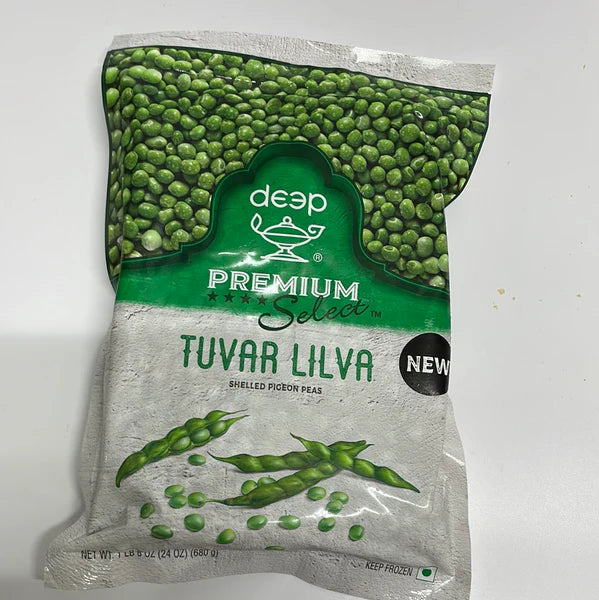 deep
®
PREMIUM
Select™
TUVAR LILVA
NEW
SHELLED PIGEON PEAS
NET WT. 1 LB 8 OZ (24 OZ) (680 g)
KEEP FROZEN